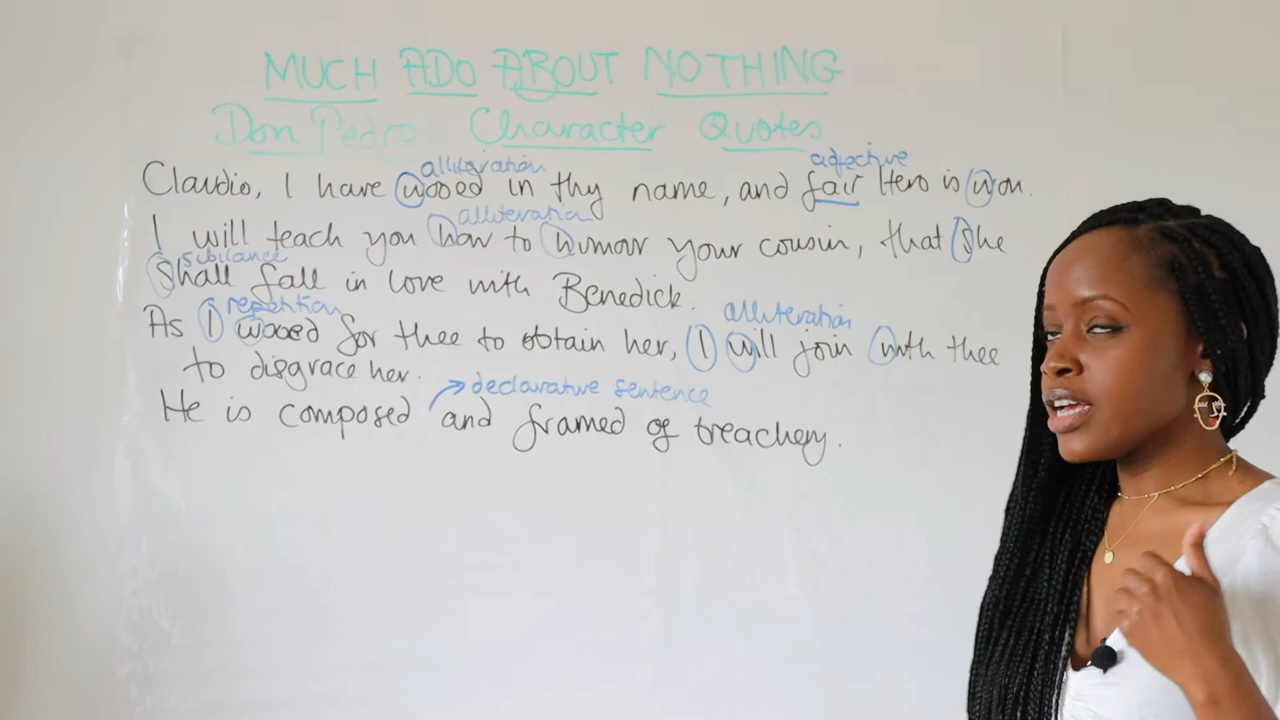 MUCH ADO ABOUT NOTHING
Don Pedro Character Quotes
alliteration adjective
Claudio, I have wooed in thy name, and fair Hero is won.
alliteration
I will teach you how to humour your cousin, that she
sibilance
shall fall in love with Benedick.
repetition alliteration
As I wooed for thee to obtain her, I will join with thee
to disgrace her.
declarative sentence
He is composed and framed of treachery.